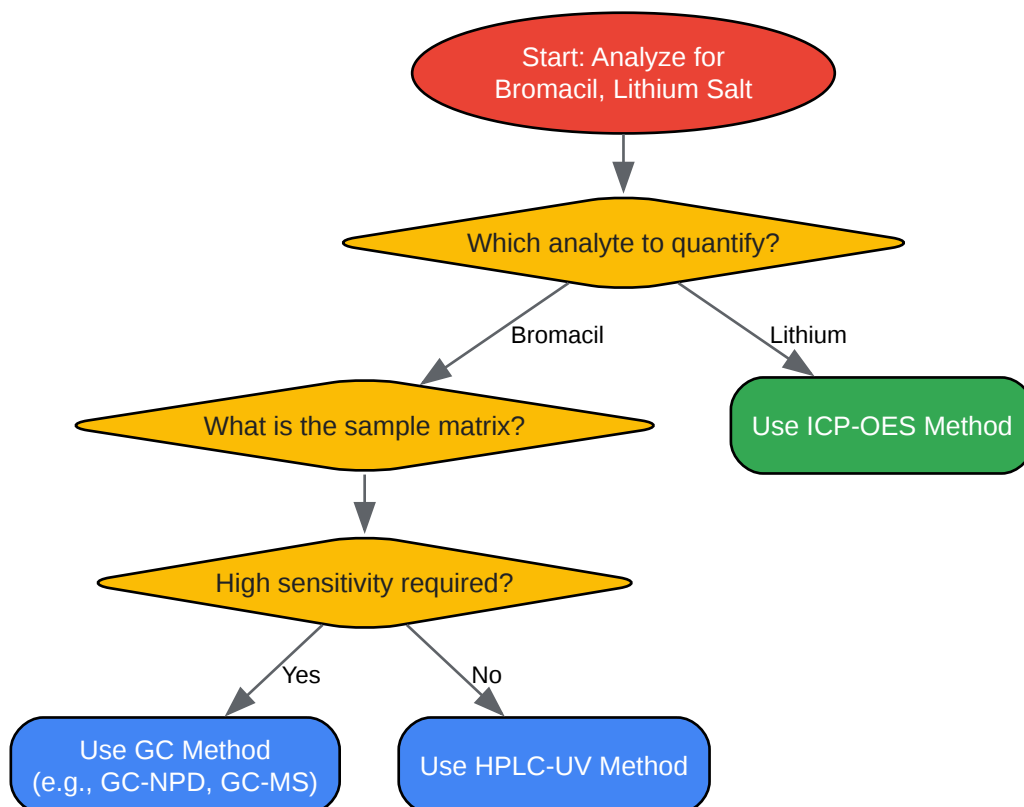 Start: Analyze for
Bromacil, Lithium Salt
Which analyte to quantify?
Bromacil
Lithium
What is the sample matrix?
Use ICP-OES Method
High sensitivity required?
Yes
No
Use GC Method
(e.g., GC-NPD, GC-MS)
Use HPLC-UV Method